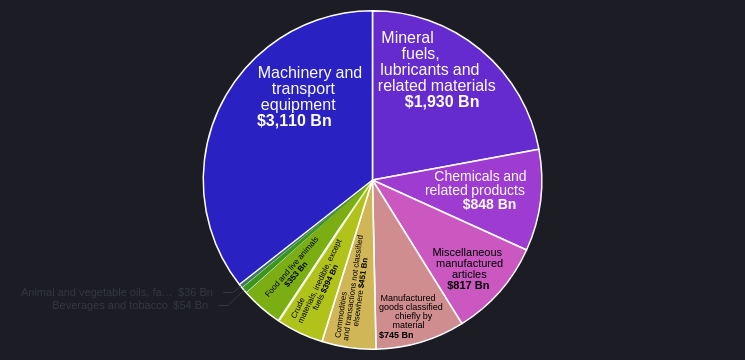 Machinery and
transport
equipment
$3,110 Bn
Mineral
fuels,
lubricants and
related materials
$1,930 Bn
Chemicals and
related products
$848 Bn
Miscellaneous
manufactured
articles
$817 Bn
Manufactured
goods classified
chiefly by
material
$745 Bn
Commodities
and transactions not classified
elsewhere $451 Bn
Crude
materials, inedible, except
fuels $394 Bn
Food and live animals
$353 Bn
Animal and vegetable oils, fa... $36 Bn
Beverages and tobacco $54 Bn